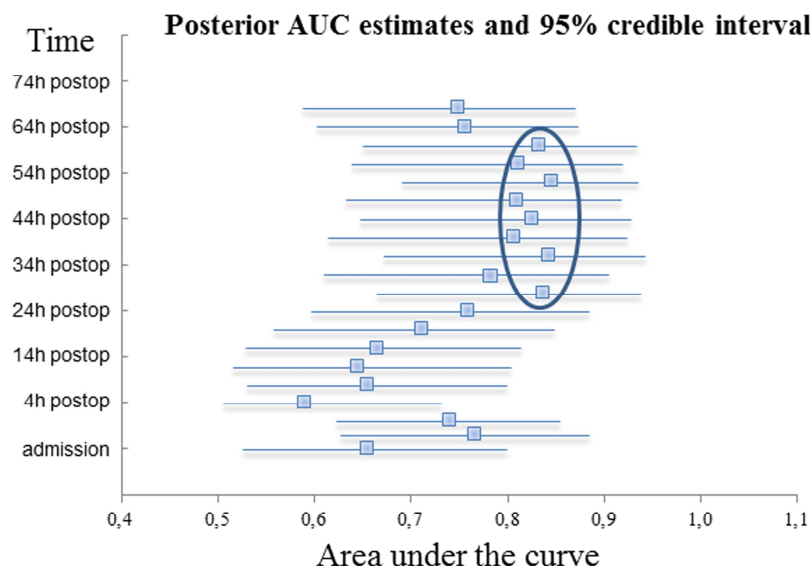 Posterior AUC estimates and 95% credible interval
Time
74h postop
64h postop
54h postop
44h postop
34h postop
24h postop
14h postop
4h postop
admission
0,4 0,5 0,6 0,7 0,8 0,9 1,0 1,1
Area under the curve